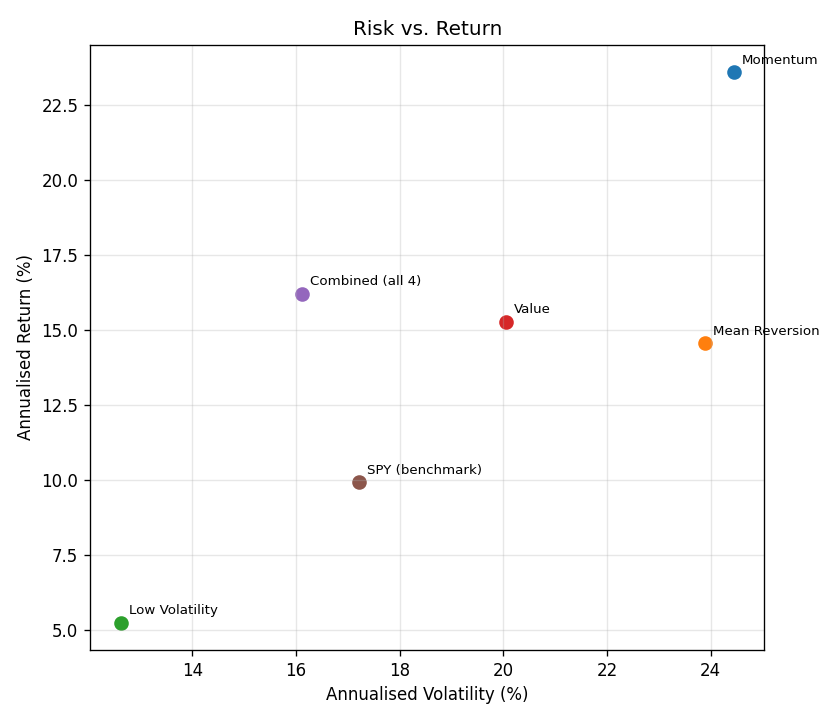 Risk vs. Return
Momentum
22.5
20.0
17.5
Combined (all 4)
Value
15.0
Mean Reversion
12.5
SPY (benchmark)
10.0
7.5
Low Volatility
5.0
Annualised Return (%)
14 16 18 20 22 24
Annualised Volatility (%)